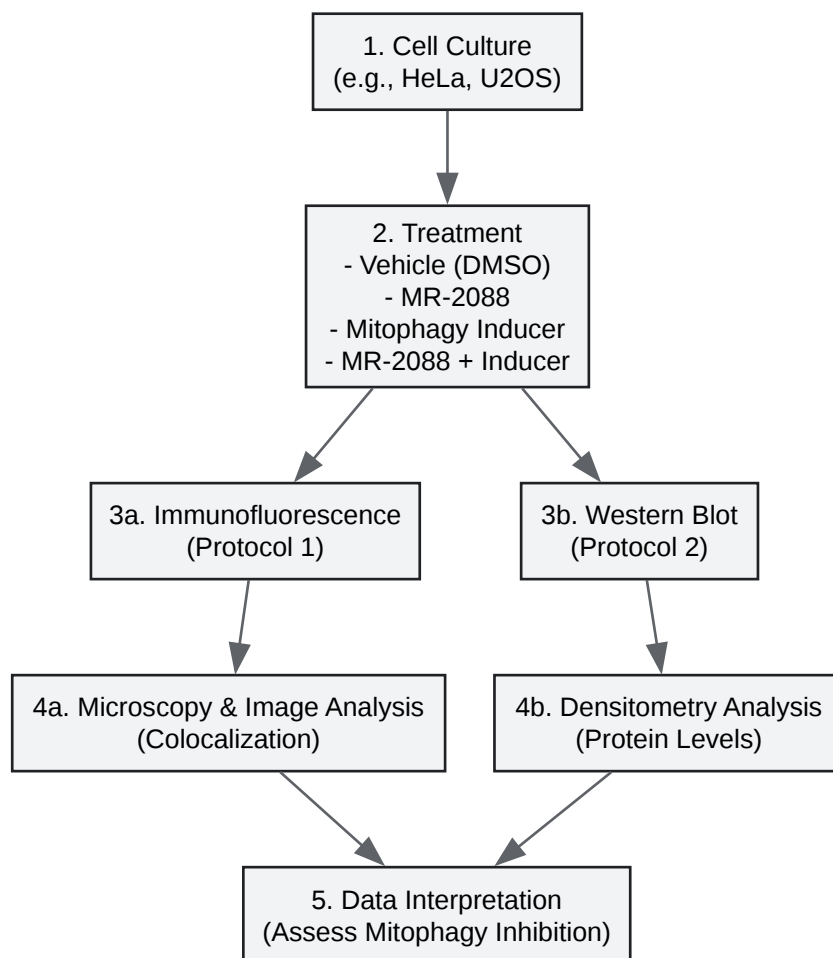 1. Cell Culture
(e.g., HeLa, U2OS)
2. Treatment
- Vehicle (DMSO)
- MR-2088
- Mitophagy Inducer
- MR-2088 + Inducer
3a. Immunofluorescence
(Protocol 1)
3b. Western Blot
(Protocol 2)
4a. Microscopy & Image Analysis
(Colocalization)
4b. Densitometry Analysis
(Protein Levels)
5. Data Interpretation
(Assess Mitophagy Inhibition)